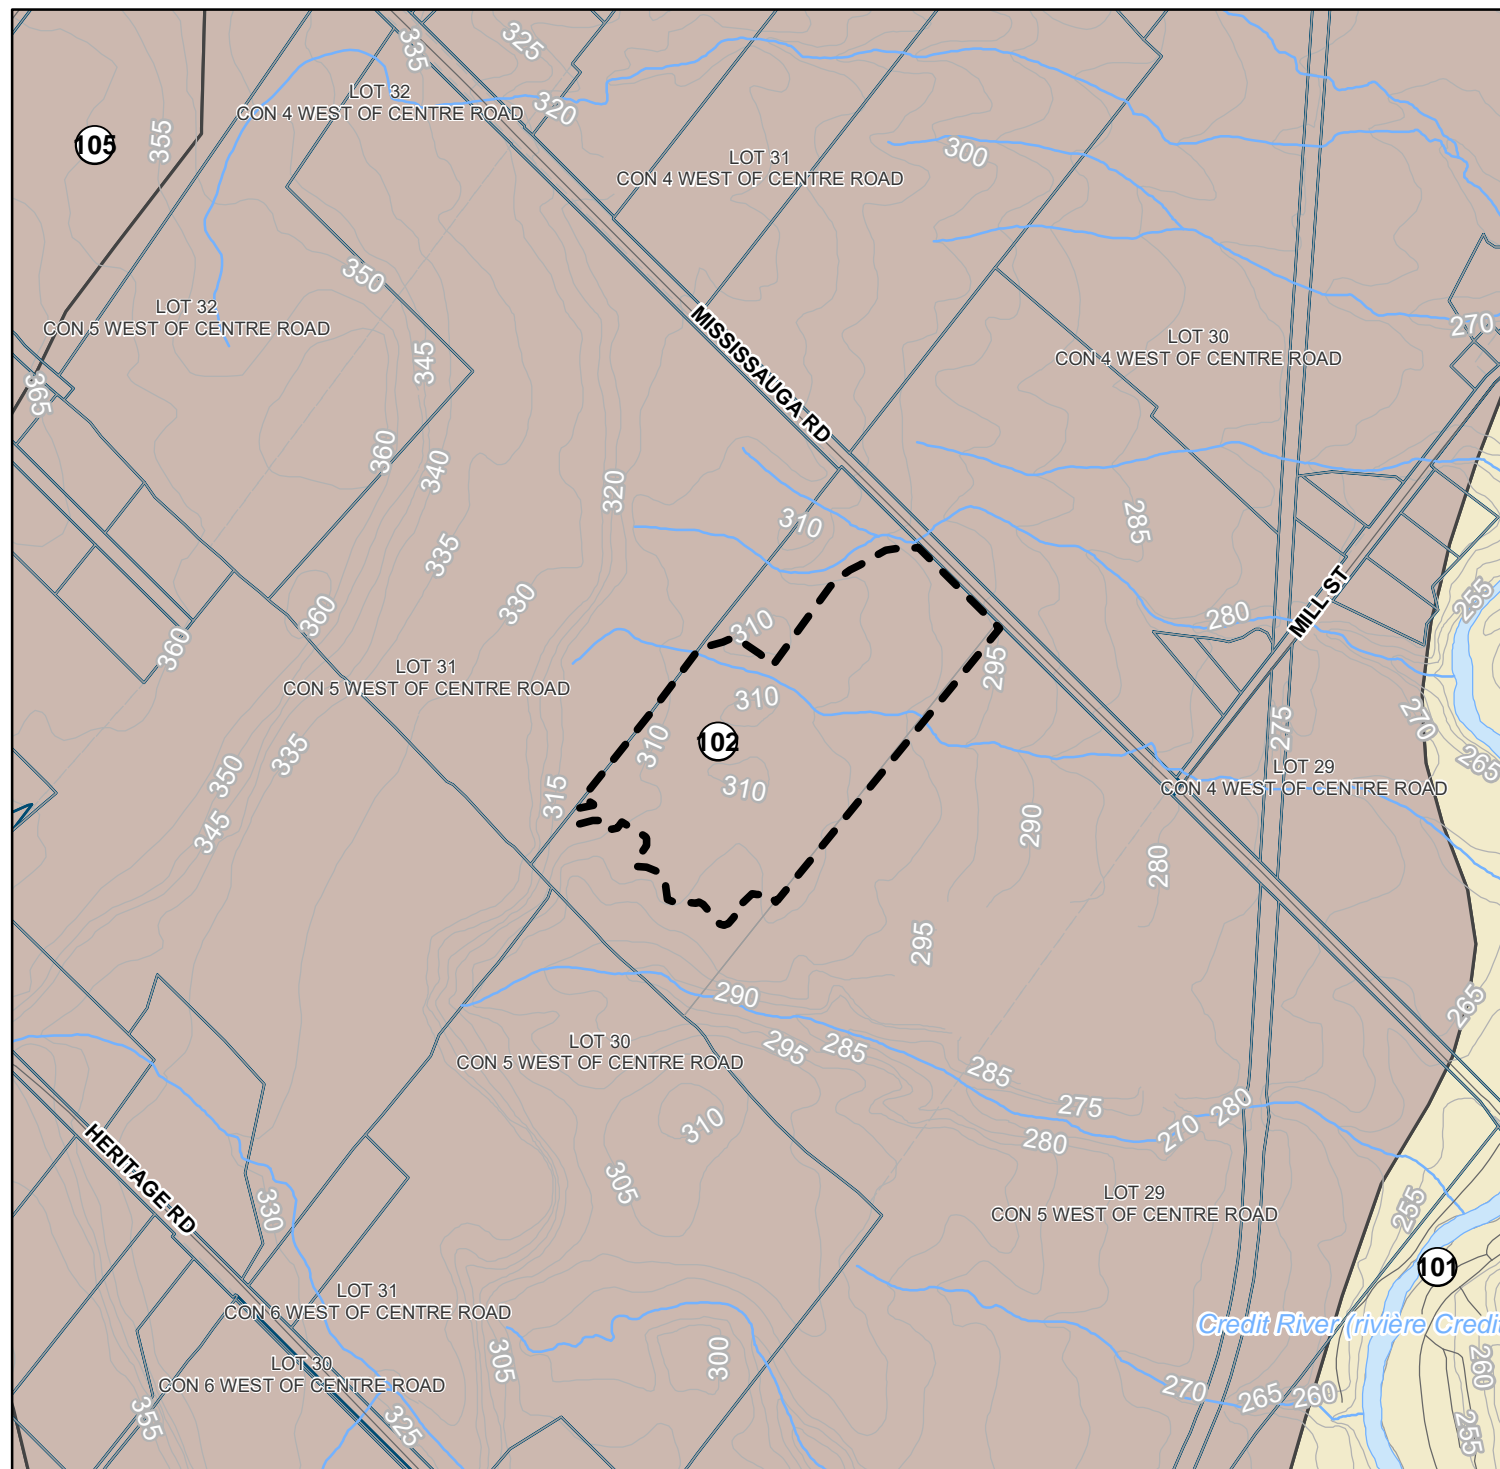 335
325
LOT 32
CON 4 WEST OF CENTRE ROAD
320
105
355
LOT 31
CON 4 WEST OF CENTRE ROAD
300
350
LOT 32
CON 5 WEST OF CENTRE ROAD
MISSISSAUGA RD
270
LOT 30
CON 4 WEST OF CENTRE ROAD
345
365
360
340
320
310
285
335
330
360
360
MILL ST
255
280
310
295
LOT 31
CON 5 WEST OF CENTRE ROAD
310
270
275
102
310
265
350
335
LOT 29
CON 4 WEST OF CENTRE ROAD
315
310
345
290
280
295
290
265
LOT 30
CON 5 WEST OF CENTRE ROAD
295
285
285
275
280
270
280
310
HERITAGE RD
305
330
LOT 29
CON 5 WEST OF CENTRE ROAD
255
101
LOT 31
CON 6 WEST OF CENTRE ROAD
Credit River (rivière Credit
LOT 30
CON 6 WEST OF CENTRE ROAD
305
300
260
270
265
260
355
325
255